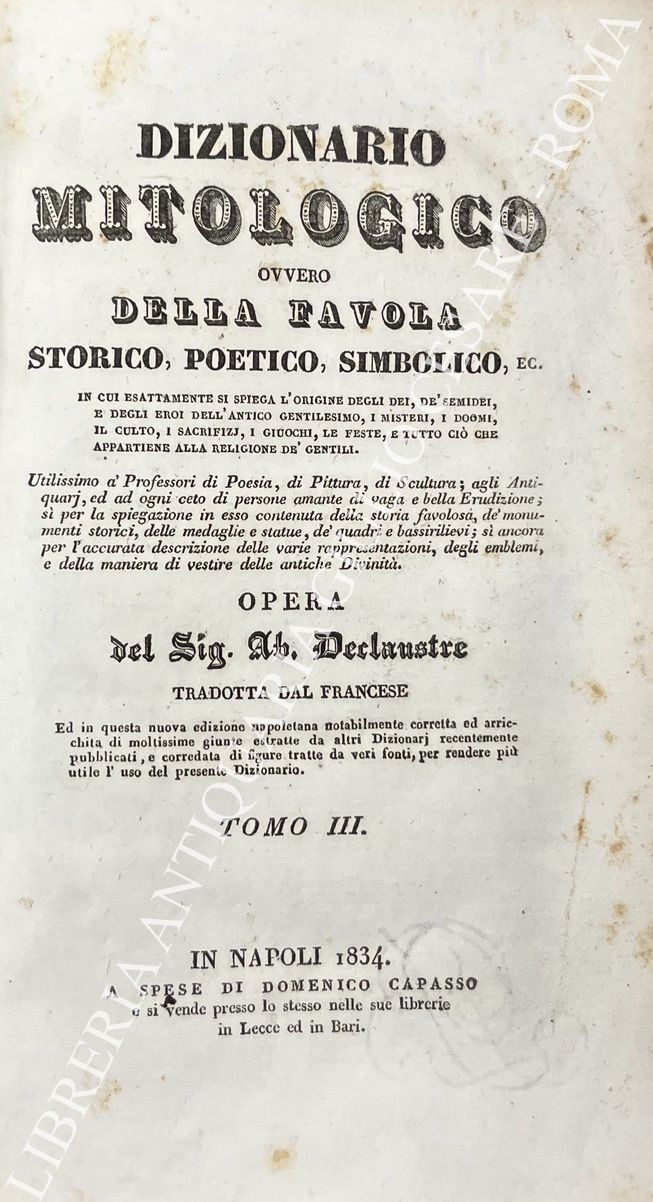 DIZIONARIO
MITOLOGICO
OVVERO
DELLA FAVOLA
STORICO, POETICO, SIMBOLICO, EC.
IN CUI ESATTAMENTE SI SPIEGA L'ORIGINE DEGLI DEI, DE' SEMIDEI,
E DEGLI EROI DELL'ANTICO GENTILESIMO, I MISTERI, I DOGMI,
IL CULTO, I SACRIFIZJ, I GIUOCHI, LE FESTE, E TUTTO CIÒ CHE
APPARTIENE ALLA RELIGIONE DE' GENTILI.
Utilissimo a' Professori di Poesia, di Pittura, di Scultura; agli Anti-
quarj, ed ad ogni ceto di persone amante di vaga e bella Erudizione;
sì per la spiegazione in esso contenuta della storia favolosa, de' monu-
menti storici, delle medaglie e statue, de' quadri e bassirilievi; sì ancora
per l'accurata descrizione delle varie rappresentazioni, degli emblemi,
e della maniera di vestire delle antiche Divinità.
OPERA
del Sig. Ab. Declaustre
TRADOTTA DAL FRANCESE
Ed in questa nuova edizione napoletana notabilmente corretta ed arric-
chita di moltissime giunte estratte da altri Dizionarj recentemente
pubblicati, e corredata di figure tratte da veri fonti, per rendere più
utile l' uso del presente Dizionario.
TOMO III.
IN NAPOLI 1834.
A SPESE DI DOMENICO CAPASSO
e si vende presso lo stesso nelle sue librerie
in Lecce ed in Bari.
LIBRERIA ANTIQUARIA GIULIO CESARE - ROMA